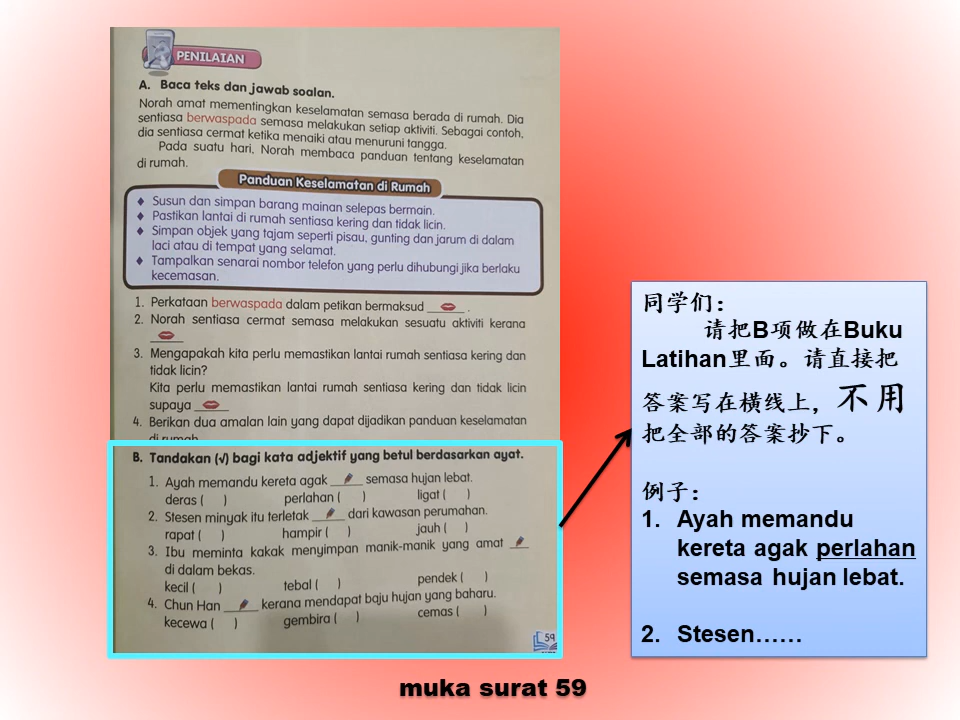 PENILAIAN
A. Baca teks dan jawab soalan.
Norah amat mementingkan keselamatan semasa berada di rumah. Dia
sentiasa berwaspada semasa melakukan setiap aktiviti. Sebagai contoh,
dia sentiasa cermat ketika menaiki atau menuruni tangga.
Pada suatu hari, Norah membaca panduan tentang keselamatan
di rumah.
Panduan Keselamatan di Rumah
♦ Susun dan simpan barang mainan selepas bermain.
♦ Pastikan lantai di rumah sentiasa kering dan tidak licin.
♦ Simpan objek yang tajam seperti pisau, gunting dan jarum di dalam
laci atau di tempat yang selamat.
♦ Tampalkan senarai nombor telefon yang perlu dihubungi jika berlaku
kecemasan.
1. Perkataan berwaspada dalam petikan bermaksud ____ .
2. Norah sentiasa cermat semasa melakukan sesuatu aktiviti kerana
____
3. Mengapakah kita perlu memastikan lantai rumah sentiasa kering dan
tidak licin?
Kita perlu memastikan lantai rumah sentiasa kering dan tidak licin
supaya ____
4. Berikan dua amalan lain yang dapat dijadikan panduan keselamatan
di rumah
B. Tandakan (√) bagi kata adjektif yang betul berdasarkan ayat.
1. Ayah memandu kereta agak ____ semasa hujan lebat.
deras ( ) perlahan ( ) ligat ( )
2. Stesen minyak itu terletak ____ dari kawasan perumahan.
rapat ( ) hampir ( ) jauh ( )
3. Ibu meminta kakak menyimpan manik-manik yang amat ____
di dalam bekas.
kecil ( ) tebal ( ) pendek ( )
4. Chun Han ____ kerana mendapat baju hujan yang baharu.
kecewa ( ) gembira ( ) cemas ( )
59
同学们：
请把B项做在Buku
Latihan里面。请直接把
答案写在横线上，不用
把全部的答案抄下。
例子：
1. Ayah memandu
kereta agak perlahan
semasa hujan lebat.
2. Stesen……
muka surat 59